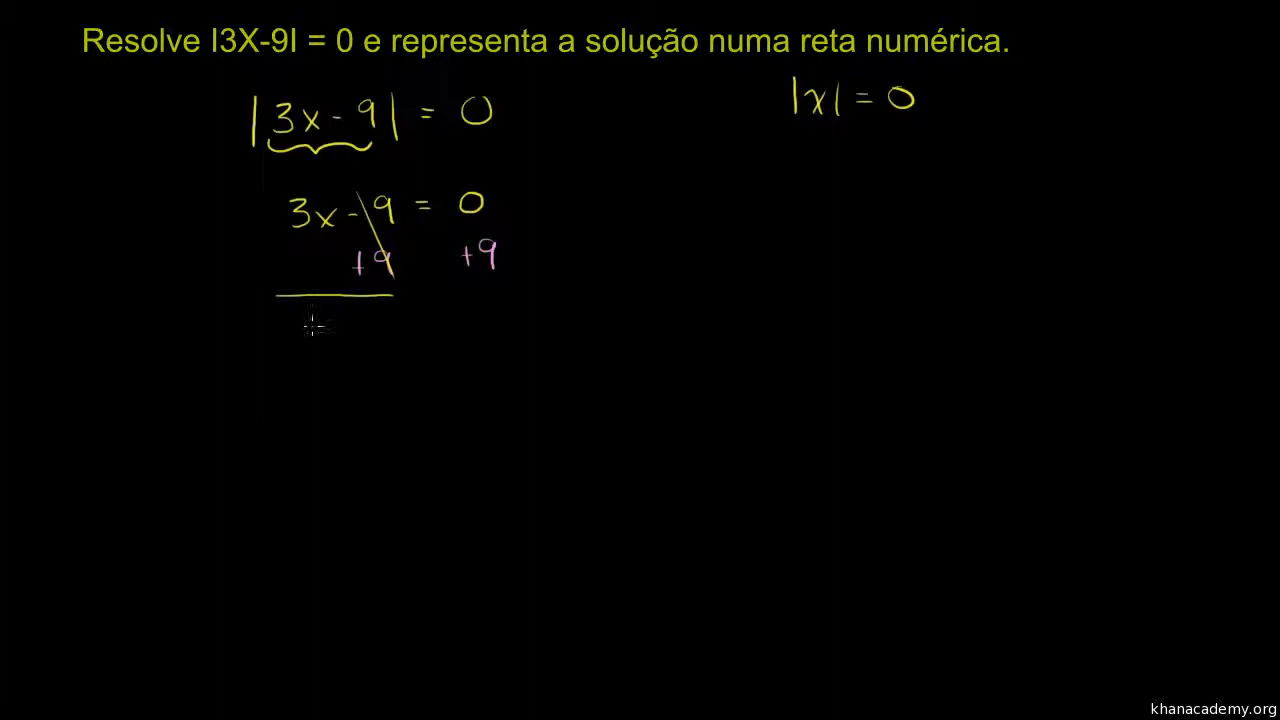 Resolve I3X-9I = 0 e representa a solução numa reta numérica.
|x| = 0
|3x - 9| = 0
3x - 9 = 0
+9 +9
khanacademy.org